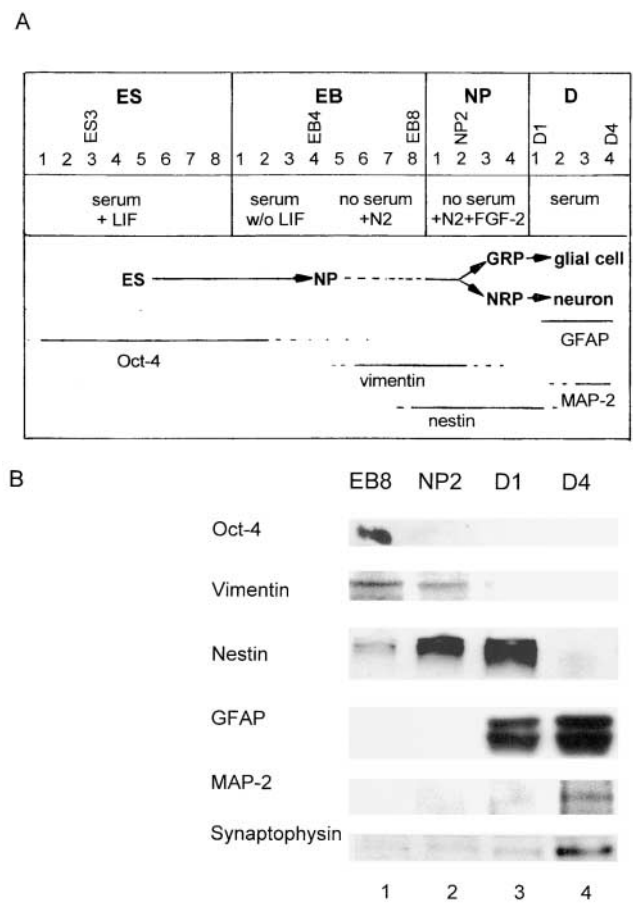 A
ES EB NP D
ES3 EB4 EB8 NP2 D1 D4
1 2 3 4 5 6 7 8 1 2 3 4 5 6 7 8 1 2 3 4 1 2 3 4
serum serum no serum no serum serum
+ LIF w/o LIF +N2 +N2+FGF-2
GRP glial cell
ES NP
NRP neuron
GFAP
Oct-4
vimentin
MAP-2
nestin
B
EB8 NP2 D1 D4
Oct-4
Vimentin
Nestin
GFAP
MAP-2
Synaptophysin
1 2 3 4